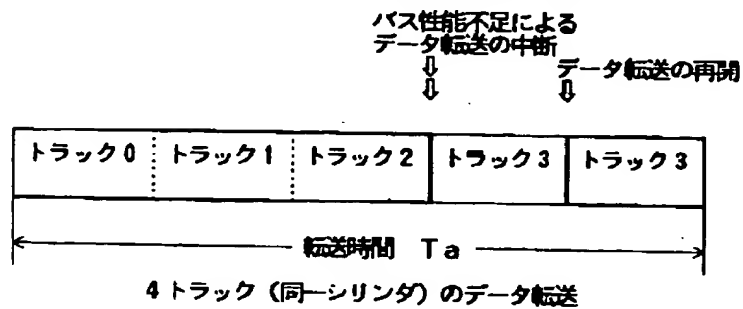 バス性能不足による
データ転送の中断
データ転送の再開
トラック0 トラック1 トラック2 トラック3 トラック3
転送時間 Ta
4トラック(同一シリンダ)のデータ転送